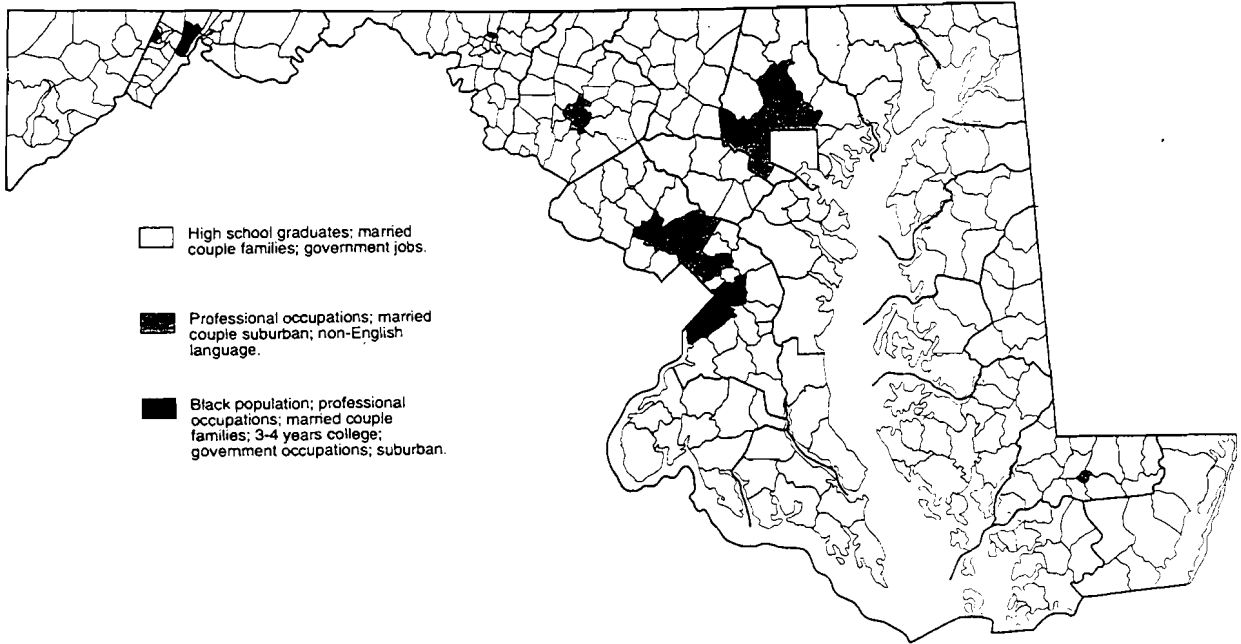 High school graduates; married
couple families; government jobs.
Professional occupations; married
couple suburban; non-English
language.
Black population; professional
occupations; married couple
families; 3-4 years college;
government occupations; suburban.